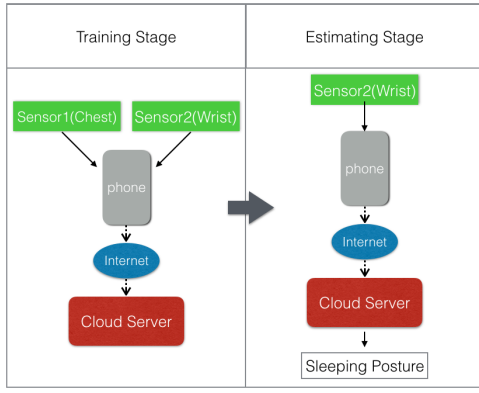 Training Stage
Estimating Stage
Sensor1(Chest)
Sensor2(Wrist)
phone
Internet
Cloud Server
Sensor2(Wrist)
phone
Internet
Cloud Server
Sleeping Posture